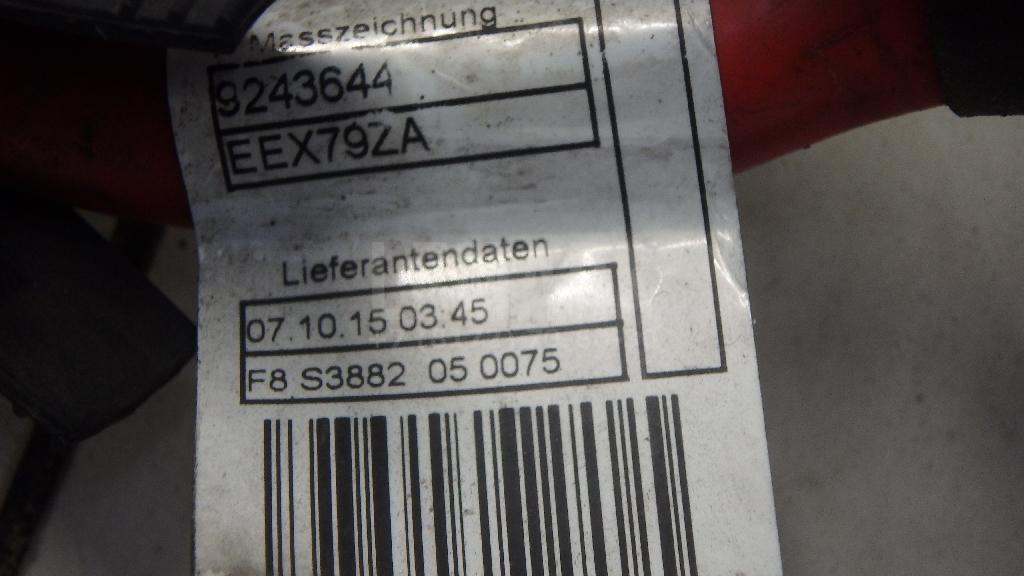 Masszeichnung
9243644
EEX79ZA
Lieferantendaten
07.10.15 03:45
F8 S3882 05 0075